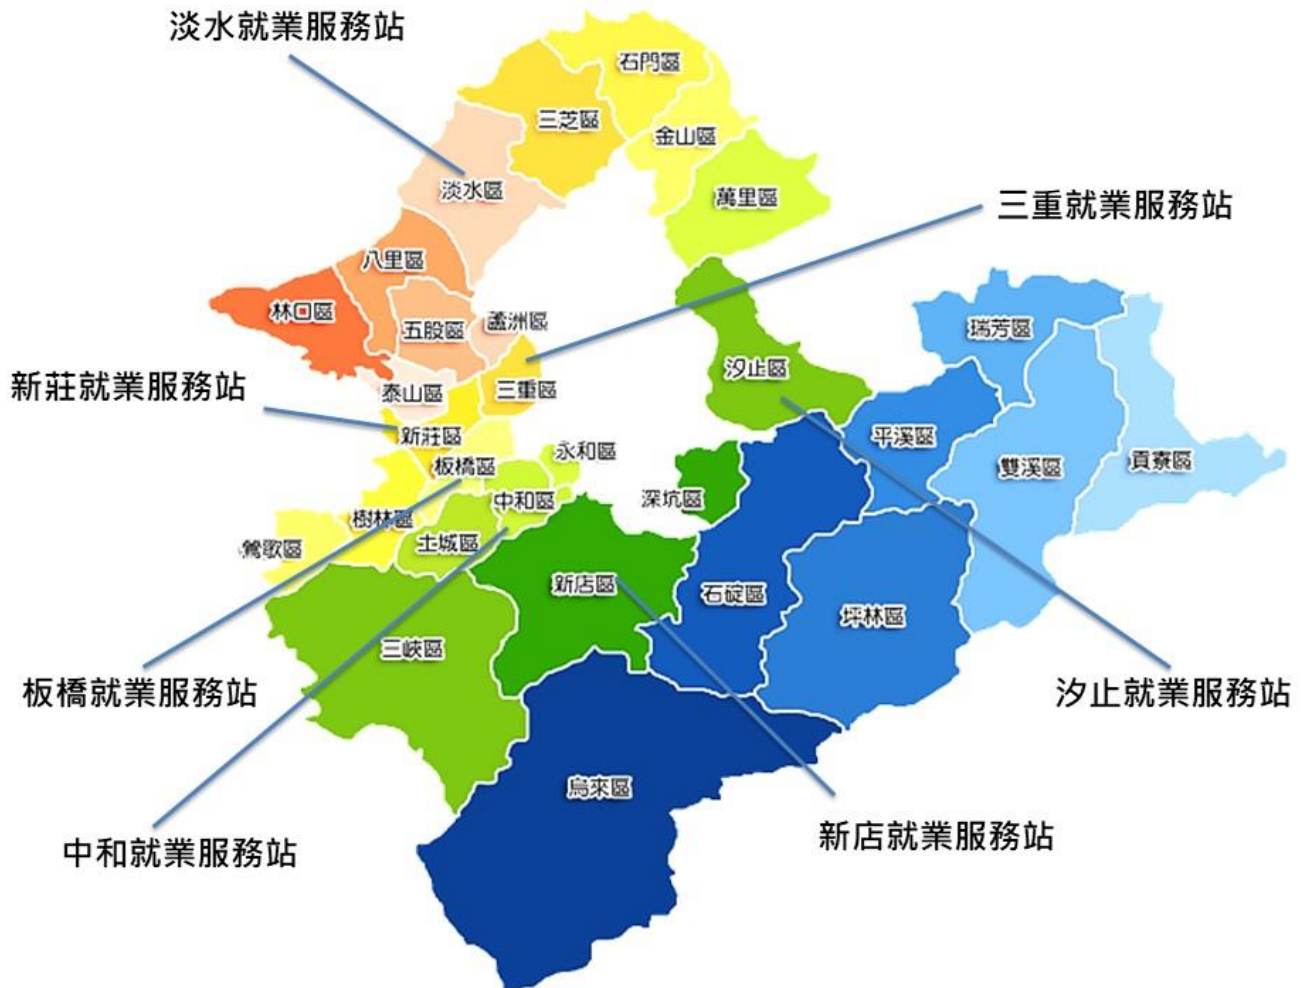 淡水就業服務站
石門區
三芝區
金山區
淡水區
萬里區
三重就業服務站
八里區
林口區
五股區
蘆洲區
瑞芳區
汐止區
新莊就業服務站
泰山區
三重區
新莊區
平溪區
永和區
板橋區
雙溪區
貢寮區
中和區
深坑區
樹林區
土城區
鶯歌區
新店區
石碇區
坪林區
三峽區
板橋就業服務站
汐止就業服務站
烏來區
中和就業服務站
新店就業服務站